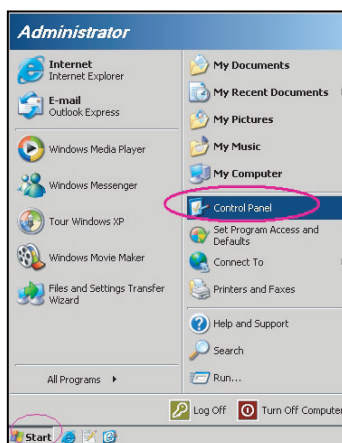 Administrator
Internet
Internet Explorer
E-mail
Outlook Express
Windows Media Player
Windows Messenger
Tour Windows XP
Windows Movie Maker
Files and Settings Transfer
Wizard
All Programs
My Documents
My Recent Documents
My Pictures
My Music
My Computer
Control Panel
Set Program Access and
Defaults
Connect To
Printers and Faxes
Help and Support
Search
Run...
Log Off
Turn Off Computer
Start